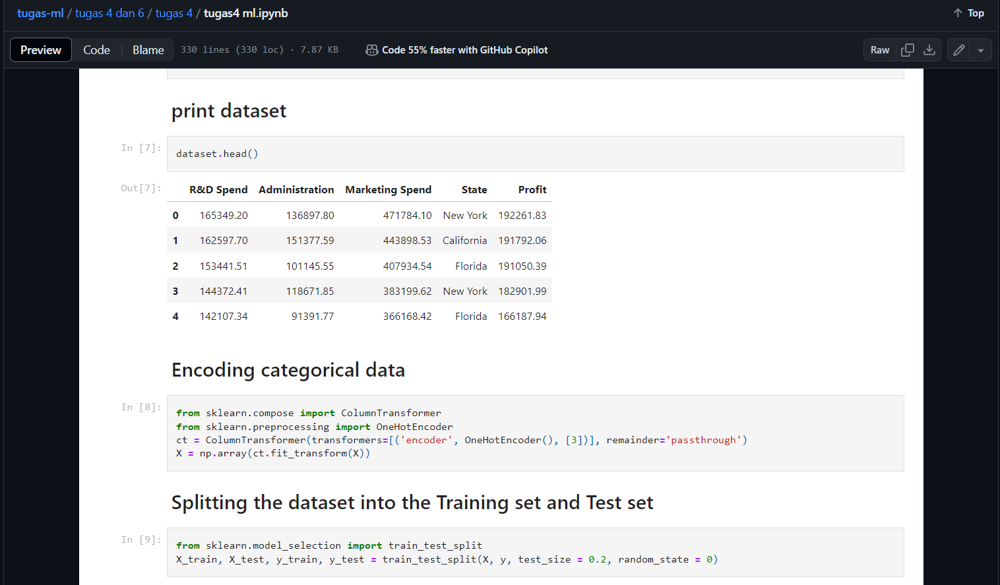 tugas-ml / tugas 4 dan 6 / tugas 4 / tugas4 ml.ipynb
Top
Preview Code Blame 330 lines (330 loc) · 7.87 KB Code 55% faster with GitHub Copilot Raw
print dataset
In [7]:
dataset.head()
Out[7]:
R&D Spend Administration Marketing Spend State Profit
0 165349.20 136897.80 471784.10 New York 192261.83
1 162597.70 151377.59 443898.53 California 191792.06
2 153441.51 101145.55 407934.54 Florida 191050.39
3 144372.41 118671.85 383199.62 New York 182901.99
4 142107.34 91391.77 366168.42 Florida 166187.94
Encoding categorical data
In [8]:
from sklearn.compose import ColumnTransformer
from sklearn.preprocessing import OneHotEncoder
ct = ColumnTransformer(transformers=[('encoder', OneHotEncoder(), [3])], remainder='passthrough')
X = np.array(ct.fit_transform(X))
Splitting the dataset into the Training set and Test set
In [9]:
from sklearn.model_selection import train_test_split
X_train, X_test, y_train, y_test = train_test_split(X, y, test_size = 0.2, random_state = 0)